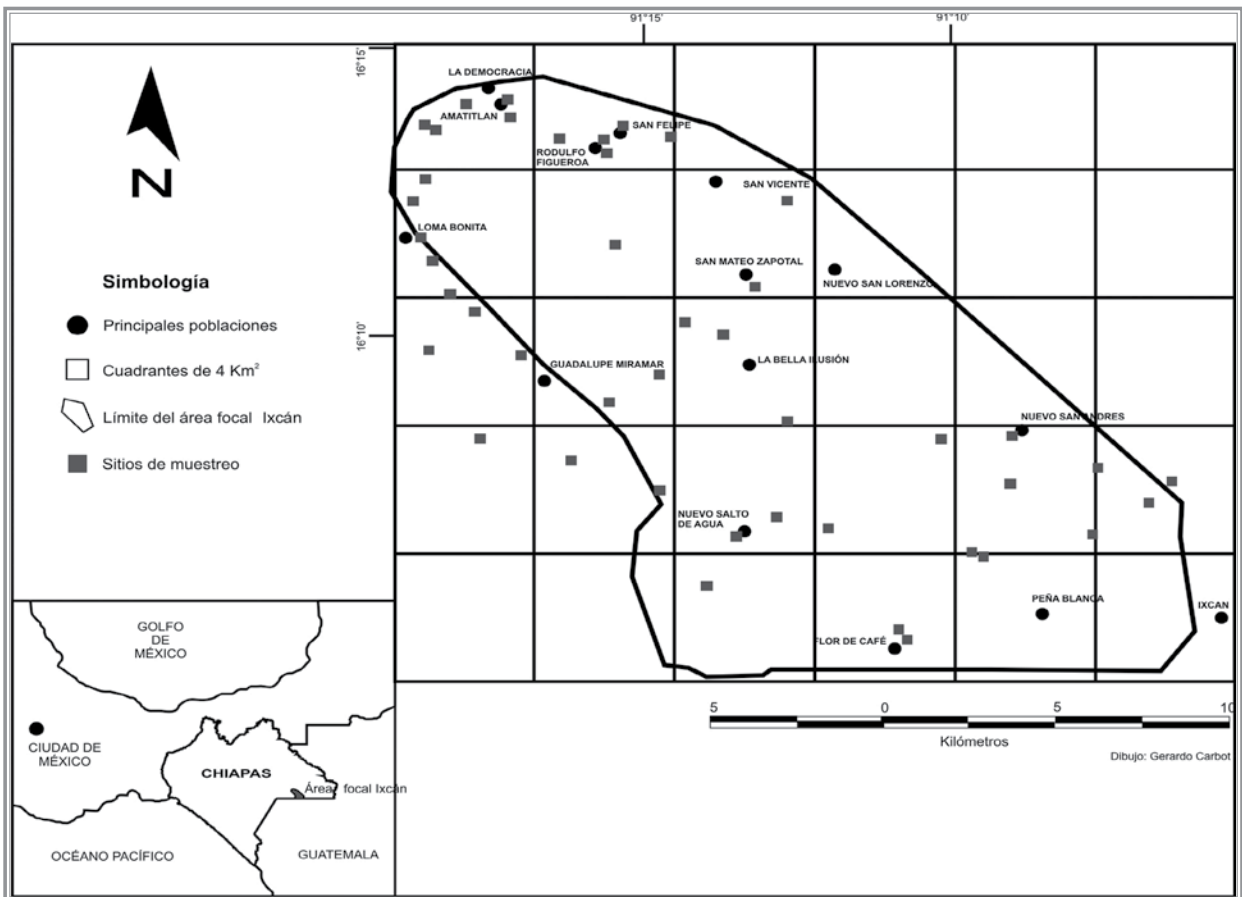 91°15'
91°10'
16°15'
LA DEMOCRACIA
AMATITLAN
SAN FELIPE
RODULFO
FIGUEROA
SAN VICENTE
LOMA BONITA
SAN MATEO ZAPOTAL
NUEVO SAN LORENZO
16°10'
GUADALUPE MIRAMAR
LA BELLA ILUSIÓN
NUEVO SAN ANDRES
NUEVO SALTO
DE AGUA
PEÑA BLANCA
IXCAN
FLOR DE CAFÉ
N
Simbología
Principales poblaciones
Cuadrantes de 4 Km²
Límite del área focal Ixcán
Sitios de muestreo
GOLFO
DE
MÉXICO
CIUDAD DE
MÉXICO
CHIAPAS
Área focal Ixcán
OCÉANO PACÍFICO
GUATEMALA
5 0 5 10
Kilómetros
Dibujo: Gerardo Carbot